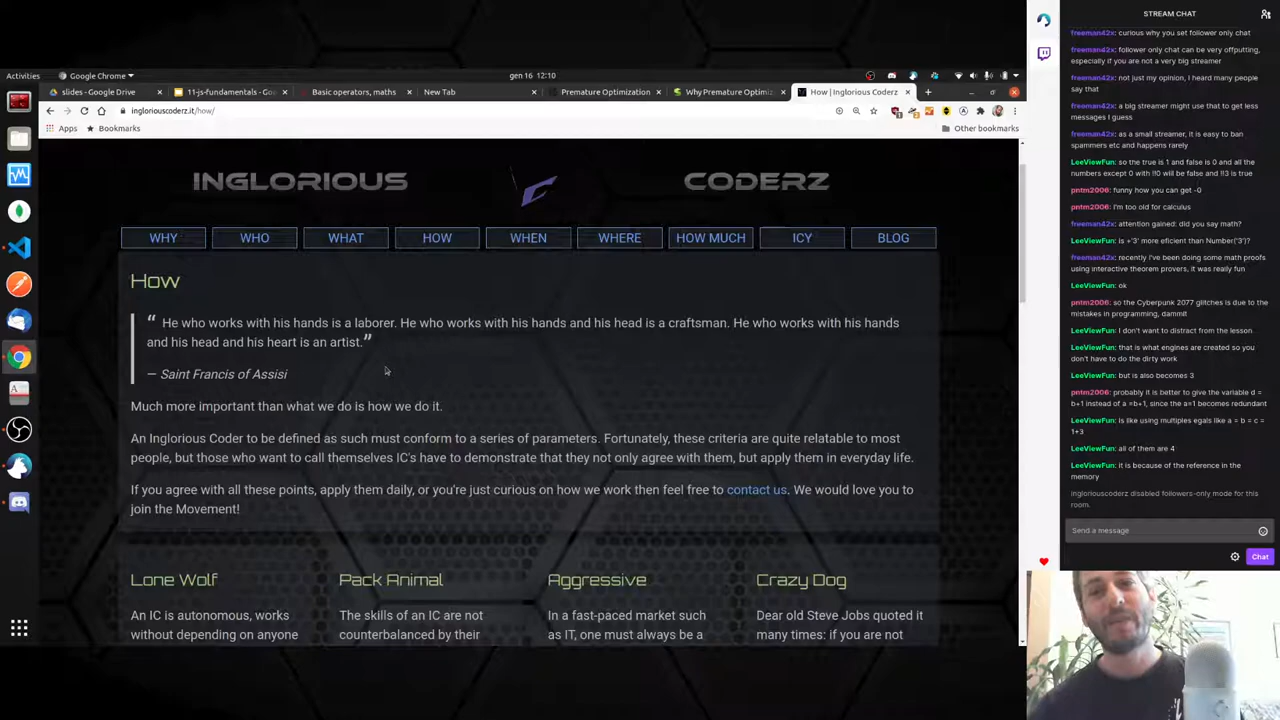 Activities
Google Chrome
gen 16 12:10
slides - Google Drive
11-js-fundamentals - Goo
Basic operators, maths
New Tab
Premature Optimization
Why Premature Optimiz
How | Inglorious Coderz
ingloriouscoderz.it/how/
Apps
Bookmarks
Other bookmarks
INGLORIOUS
CODERZ
WHY
WHO
WHAT
HOW
WHEN
WHERE
HOW MUCH
ICY
BLOG
How
“ He who works with his hands is a laborer. He who works with his hands and his head is a craftsman. He who works with his hands
and his head and his heart is an artist.”
— Saint Francis of Assisi
Much more important than what we do is how we do it.
An Inglorious Coder to be defined as such must conform to a series of parameters. Fortunately, these criteria are quite relatable to most
people, but those who want to call themselves ICs need to demonstrate that they not only agree with them, but apply them in everyday life.
If you agree with all these points, apply them daily, or you're just curious on how we work then feel free to contact us. We would love you to
join the Movement!
Lone Wolf
Pack Animal
Aggressive
Crazy Dog
An IC is autonomous, works
without depending on anyone
The skills of an IC are not
counterbalanced by their
In a fast-paced market such
as IT, one must always be a
Dear old Steve Jobs quoted it
many times: if you are not
STREAM CHAT
freeman42x: curious why you set follower only chat
freeman42x: follower only chat can be very offputting,
especially if you are not a very big streamer
freeman42x: not just my opinion, I heard many people
say that
freeman42x: a big streamer might use that to get less
messages I guess
freeman42x: as a small streamer, it is easy to ban
spammers etc and happens rarely
LeeViewFun: so the true is 1 and false is 0 and all the
numbers except 0 with !!0 will be false and !!3 is true
pntm2006: funny how you can get -0
pntm2006: I'm too old for calculus
freeman42x: attention gained: did you say math?
LeeViewFun: is +'3' more eficient than Number('3')?
freeman42x: recently I've been doing some math proofs
using interactive theorem provers, it was really fun
LeeViewFun: ok
pntm2006: so the Cyberpunk 2077 glitches is due to the
mistakes in programming, dammit
LeeViewFun: I don't want to distract from the lesson
LeeViewFun: that is what engines are created so you
don't have to do the dirty work
LeeViewFun: but is also becomes 3
pntm2006: probably it is better to give the variable d =
b+1 instead of a =b+1, since the a=1 becomes redundant
LeeViewFun: is like using multiples egals like a = b = c =
1+3
LeeViewFun: all of them are 4
LeeViewFun: it is because of the reference in the
memory
ingloriouscoderz disabled followers-only mode for this
room.
Send a message
Chat